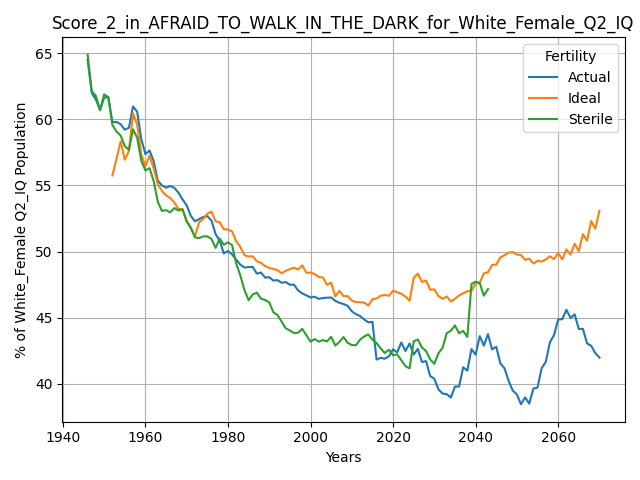 Score_2_in_AFRAID_TO_WALK_IN_THE_DARK_for_White_Female_Q2_IQ
Fertility
Actual
Ideal
Sterile
% of White_Female Q2_IQ Population
65
60
55
50
45
40
1940
1960
1980
2000
2020
2040
2060
Years